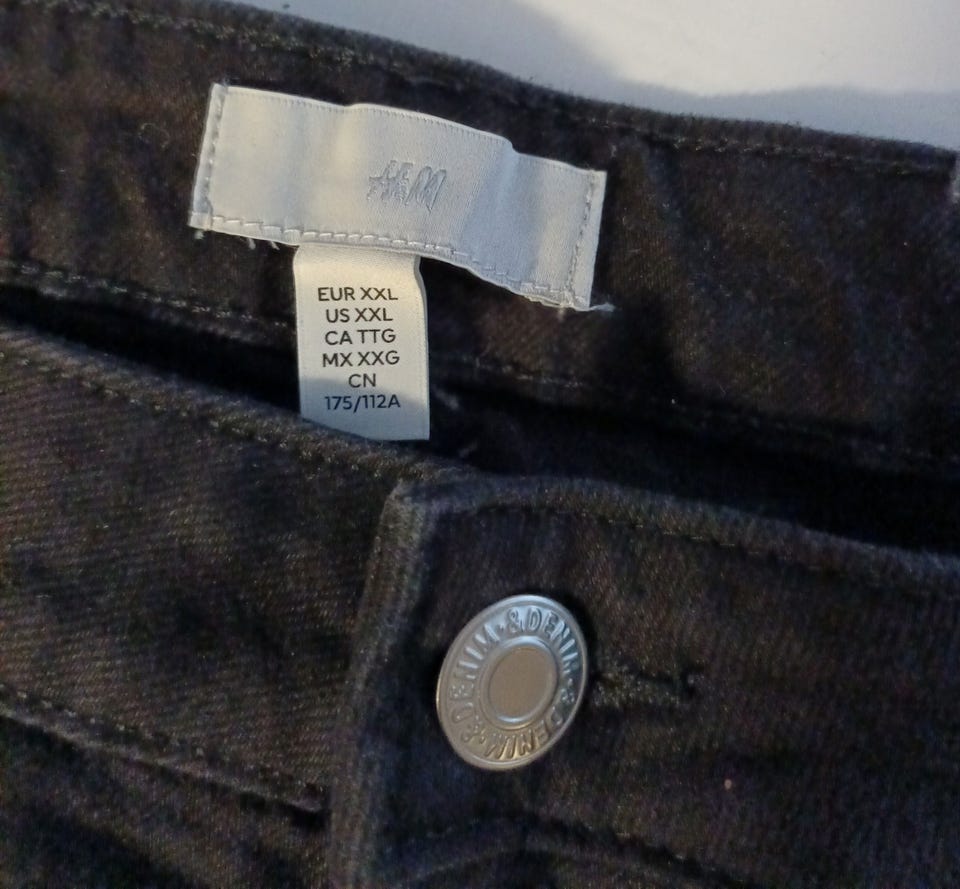 H&M
EUR XXL
US XXL
CA TTG
MX XXG
CN
175/112A
&DENIM·&DENIM·&DENIM·